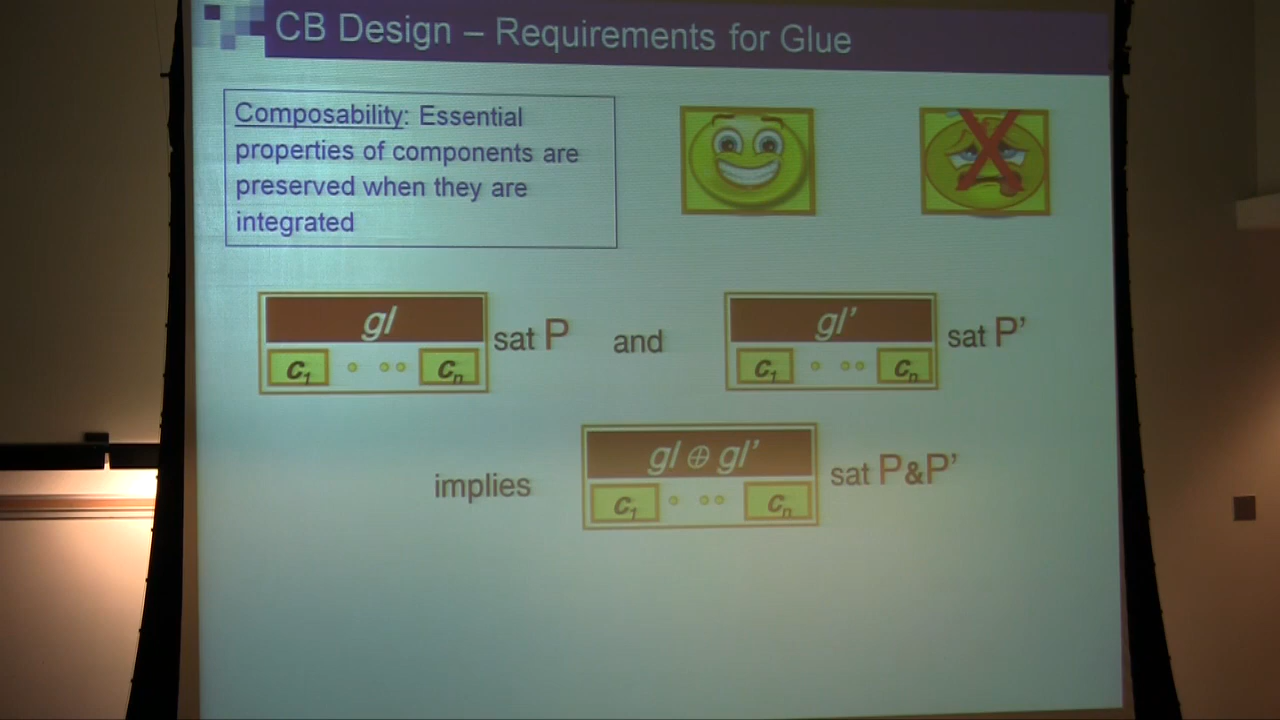 CB Design – Requirements for Glue
Composability: Essential
properties of components are
preserved when they are
integrated
gl
C1 Cn
sat P
and
gl’
C1 Cn
sat P’
implies
gl ⊕ gl’
C1 Cn
sat P&P’